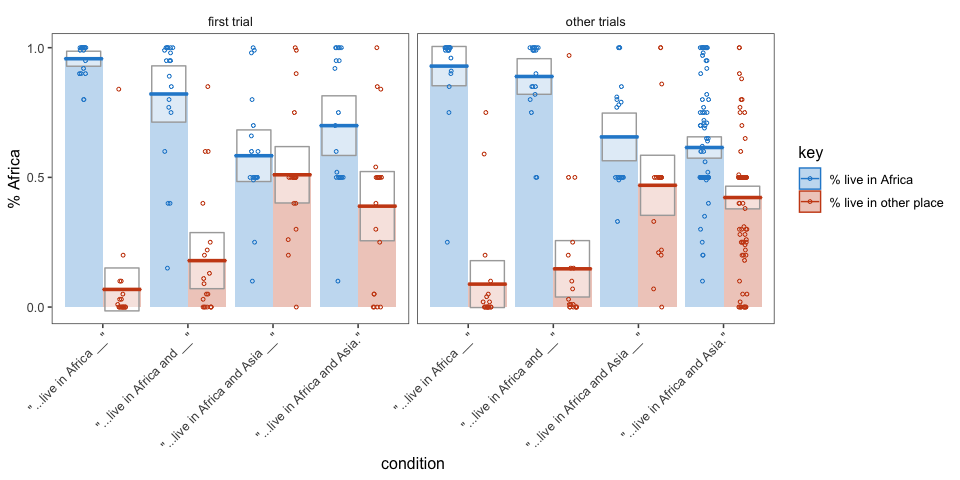 first trial
other trials
% Africa
1.0
0.5
0.0
" ...live in Africa __"
" ...live in Africa and __"
" ...live in Africa and Asia __"
" ...live in Africa and Asia."
" ...live in Africa __"
" ...live in Africa and __"
" ...live in Africa and Asia __"
" ...live in Africa and Asia."
condition
key
% live in Africa
% live in other place